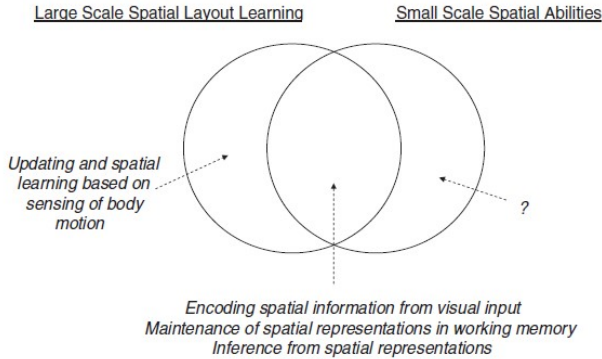 Large Scale Spatial Layout Learning
Small Scale Spatial Abilities
Updating and spatial
learning based on
sensing of body
motion
?
Encoding spatial information from visual input
Maintenance of spatial representations in working memory
Inference from spatial representations